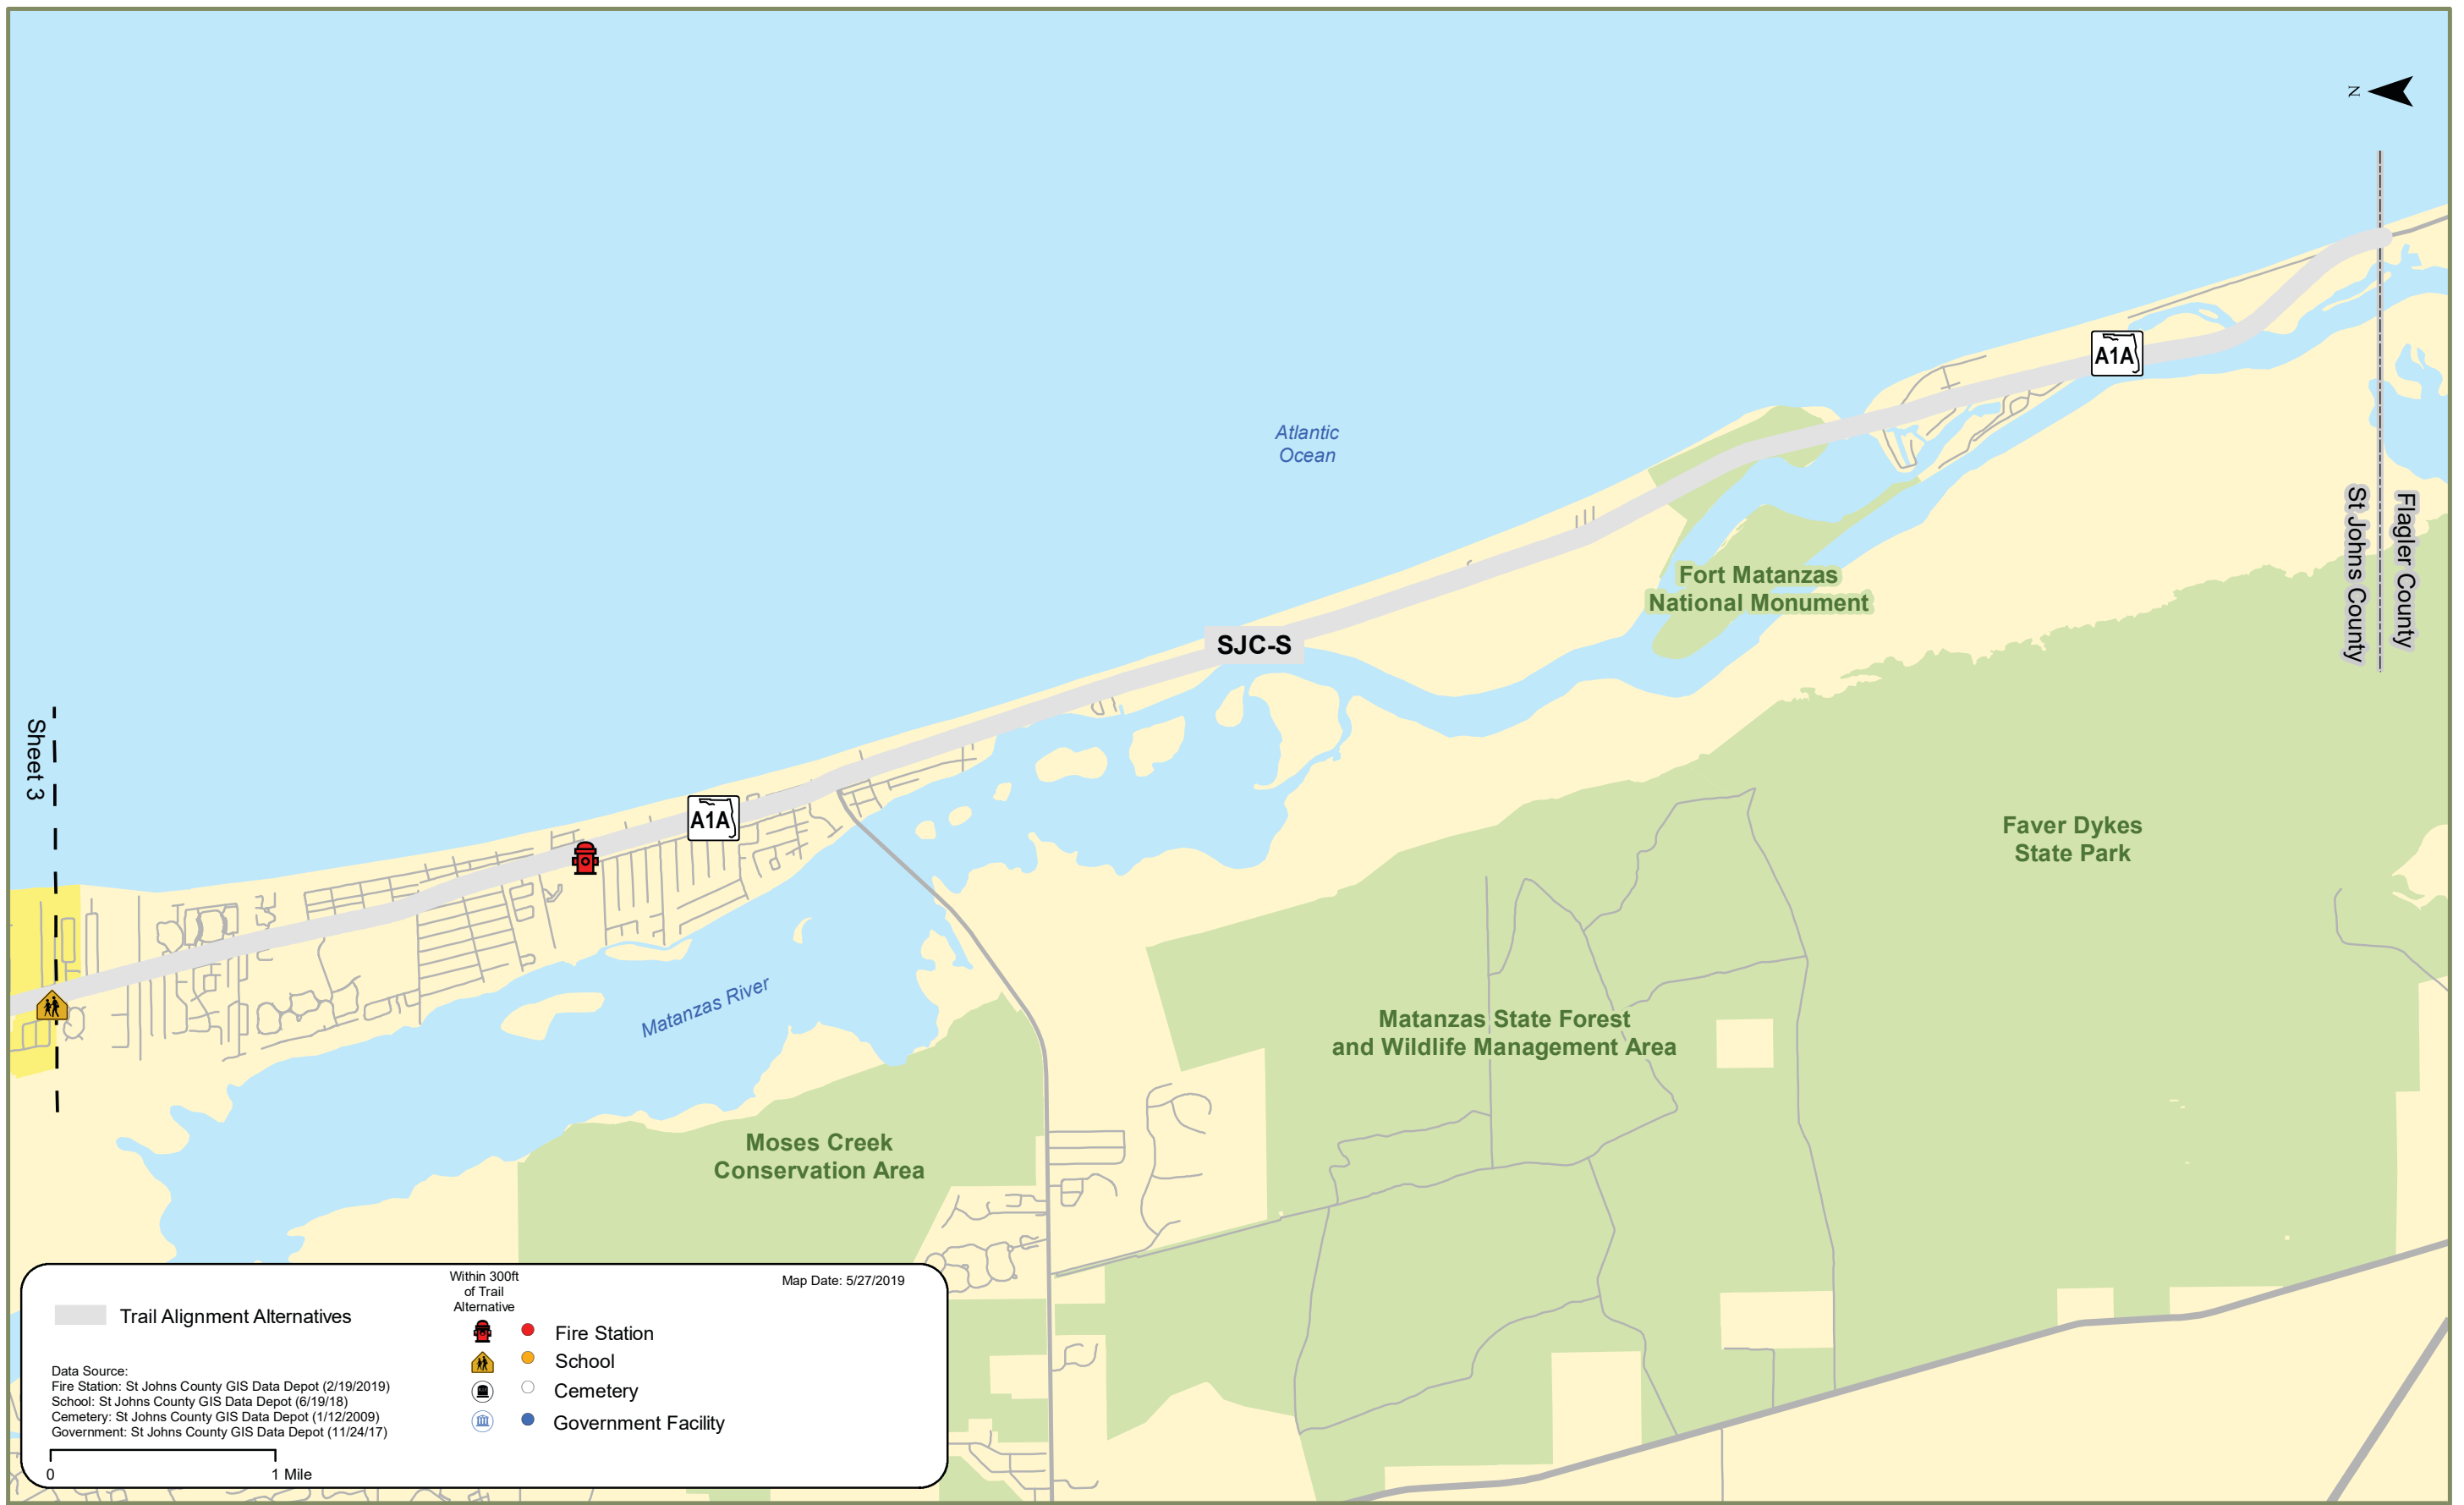 N
Atlantic
Ocean
A1A
St Johns County
Flagler County
Fort Matanzas
National Monument
SJC-S
Sheet 3
A1A
Faver Dykes
State Park
Matanzas River
Matanzas State Forest
and Wildlife Management Area
Moses Creek
Conservation Area
Within 300ft
of Trail
Alternative
Map Date: 5/27/2019
Trail Alignment Alternatives
Fire Station
School
Cemetery
Government Facility
Data Source:
Fire Station: St Johns County GIS Data Depot (2/19/2019)
School: St Johns County GIS Data Depot (6/19/18)
Cemetery: St Johns County GIS Data Depot (1/12/2009)
Government: St Johns County GIS Data Depot (11/24/17)
0
1 Mile